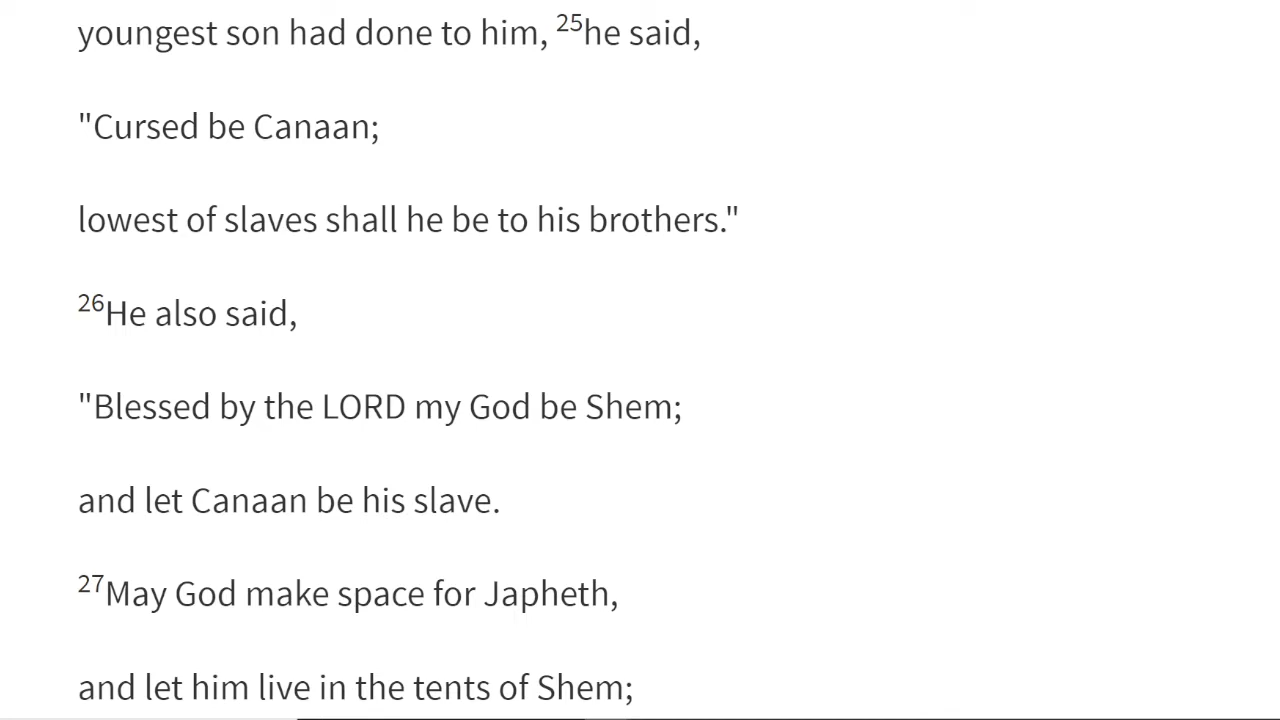 youngest son had done to him, 25he said,
"Cursed be Canaan;
lowest of slaves shall he be to his brothers."
26He also said,
"Blessed by the LORD my God be Shem;
and let Canaan be his slave.
27May God make space for Japheth,
and let him live in the tents of Shem;